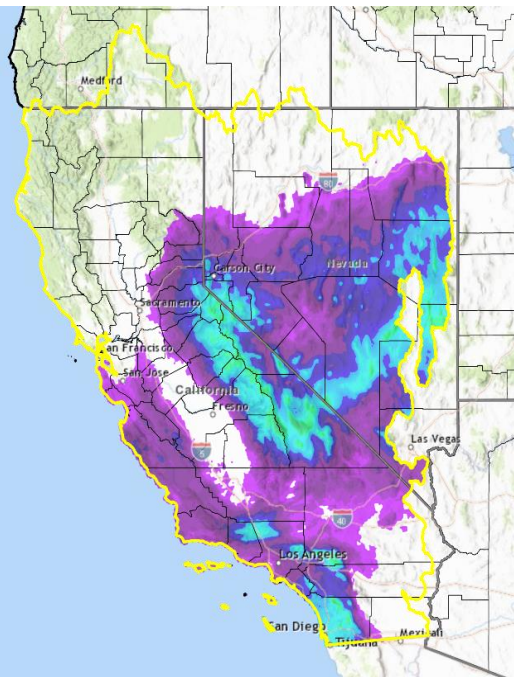 Medford
80
Carson City
Nevada
Sacramento
an Francisco
San Jose
California
Fresno
5
Las Vegas
40
Los Angeles
San Diego
Tijuana
Mexicali